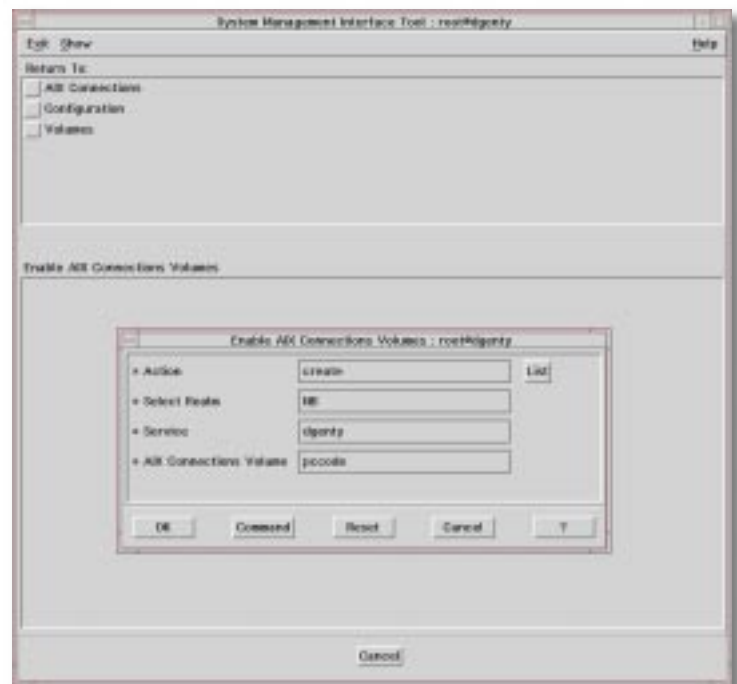 System Management Interface Tool : root@dgenty
Exit Show Help
Return To:
AIX Connections
Configuration
Volumes
Enable AIX Connections Volumes
Enable AIX Connections Volumes : root@dgenty
* Action create List
* Select Realm NB
* Service dgenty
* AIX Connections Volume pccode
OK Command Reset Cancel ?
Cancel